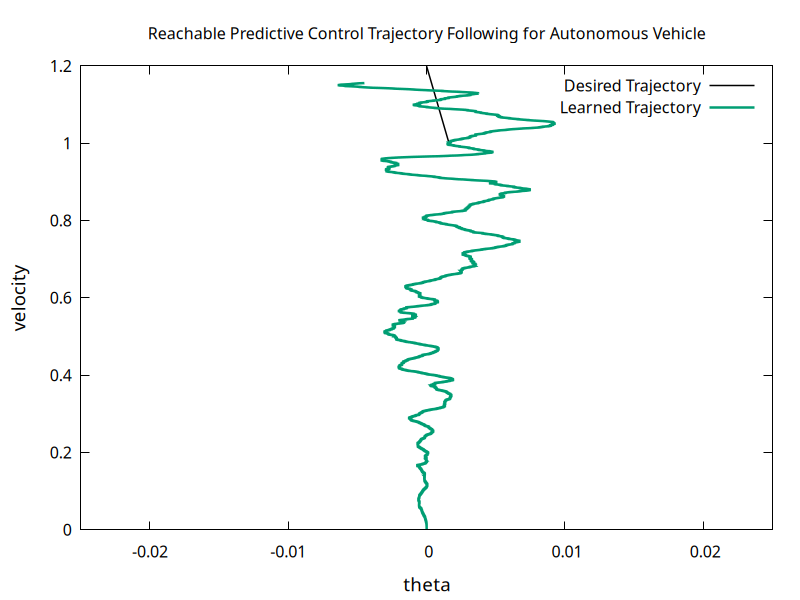 Reachable Predictive Control Trajectory Following for Autonomous Vehicle
Desired Trajectory
Learned Trajectory
1.2
1
0.8
0.6
0.4
0.2
0
velocity
-0.02 -0.01 0 0.01 0.02
theta